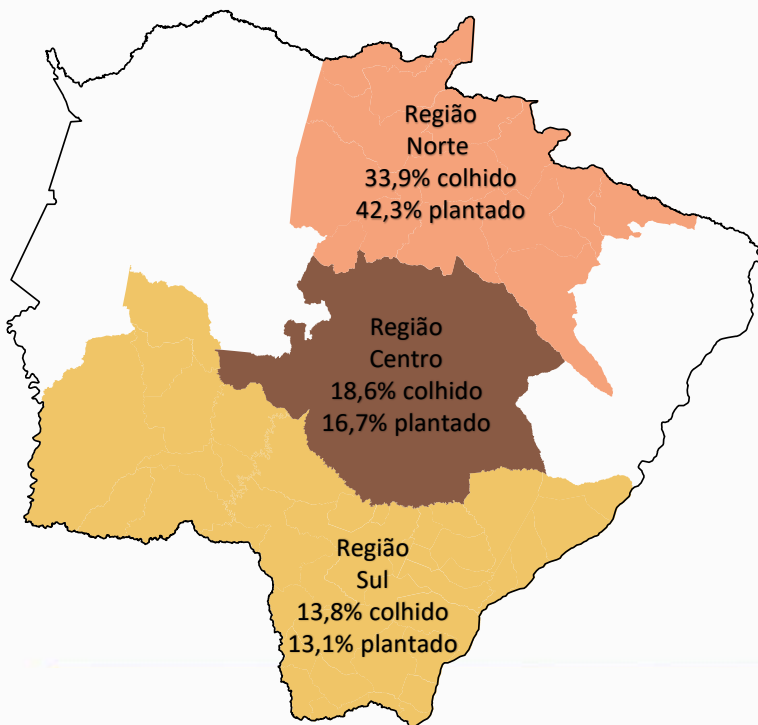 Região
Norte
33,9% colhido
42,3% plantado
Região
Centro
18,6% colhido
16,7% plantado
Região
Sul
13,8% colhido
13,1% plantado